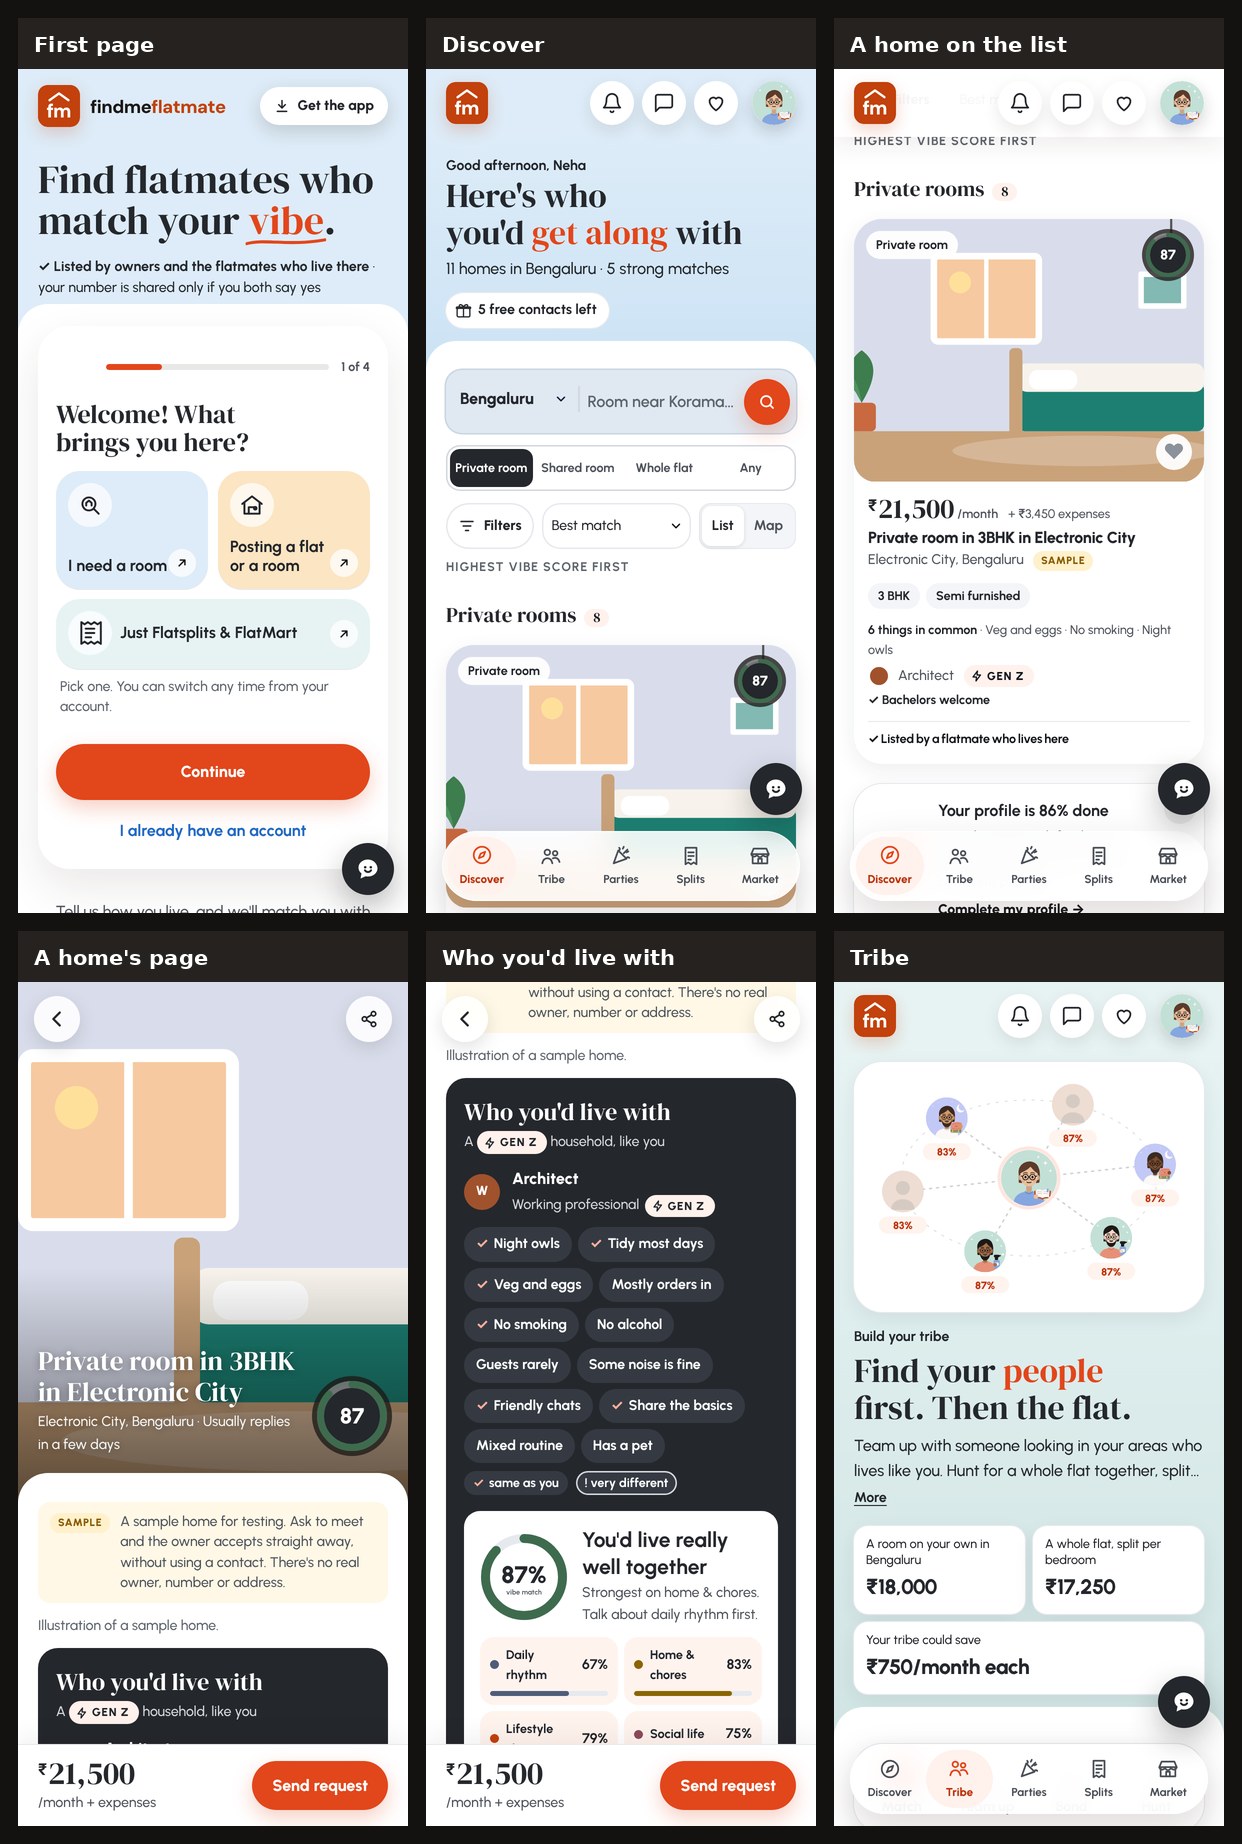 First page
fm
findmeflatmate
Get the app
Find flatmates who
match your vibe.
✓ Listed by owners and the flatmates who live there ·
your number is shared only if you both say yes
1 of 4
Welcome! What
brings you here?
I need a room
Posting a flat
or a room
Just Flatsplits & FlatMart
Pick one. You can switch any time from your
account.
Continue
I already have an account
Tell us how you live, and we'll match you with
Discover
fm
Good afternoon, Neha
Here's who
you'd get along with
11 homes in Bengaluru · 5 strong matches
5 free contacts left
Bengaluru
Room near Korama...
Private room
Shared room
Whole flat
Any
Filters
Best match
List
Map
HIGHEST VIBE SCORE FIRST
Private rooms 8
Private room
87
Discover
Tribe
Parties
Splits
Market
A home on the list
fm
HIGHEST VIBE SCORE FIRST
Private rooms 8
Private room
87
₹21,500 /month + ₹3,450 expenses
Private room in 3BHK in Electronic City
Electronic City, Bengaluru SAMPLE
3 BHK
Semi furnished
6 things in common · Veg and eggs · No smoking · Night
owls
Architect GEN Z
✓ Bachelors welcome
✓ Listed by a flatmate who lives here
Your profile is 86% done
Discover
Tribe
Parties
Splits
Market
Complete my profile →
A home's page
Private room in 3BHK
in Electronic City
Electronic City, Bengaluru · Usually replies
in a few days
87
SAMPLE
A sample home for testing. Ask to meet
and the owner accepts straight away,
without using a contact. There's no real
owner, number or address.
Illustration of a sample home.
Who you'd live with
A GEN Z household, like you
₹21,500
/month + expenses
Send request
Who you'd live with
without using a contact. There's no real
owner, number or address.
Illustration of a sample home.
Who you'd live with
A GEN Z household, like you
W
Architect
Working professional GEN Z
✓ Night owls
✓ Tidy most days
✓ Veg and eggs
Mostly orders in
✓ No smoking
No alcohol
Guests rarely
Some noise is fine
✓ Friendly chats
✓ Share the basics
Mixed routine
Has a pet
✓ same as you
! very different
87%
vibe match
You'd live really
well together
Strongest on home & chores.
Talk about daily rhythm first.
Daily
rhythm
67%
Home &
chores
83%
Lifestyle
79%
Social life
75%
₹21,500
/month + expenses
Send request
Tribe
fm
83%
87%
87%
83%
87%
87%
Build your tribe
Find your people
first. Then the flat.
Team up with someone looking in your areas who
lives like you. Hunt for a whole flat together, split...
More
A room on your own in
Bengaluru
₹18,000
A whole flat, split per
bedroom
₹17,250
Your tribe could save
₹750/month each
Discover
Tribe
Parties
Splits
Market